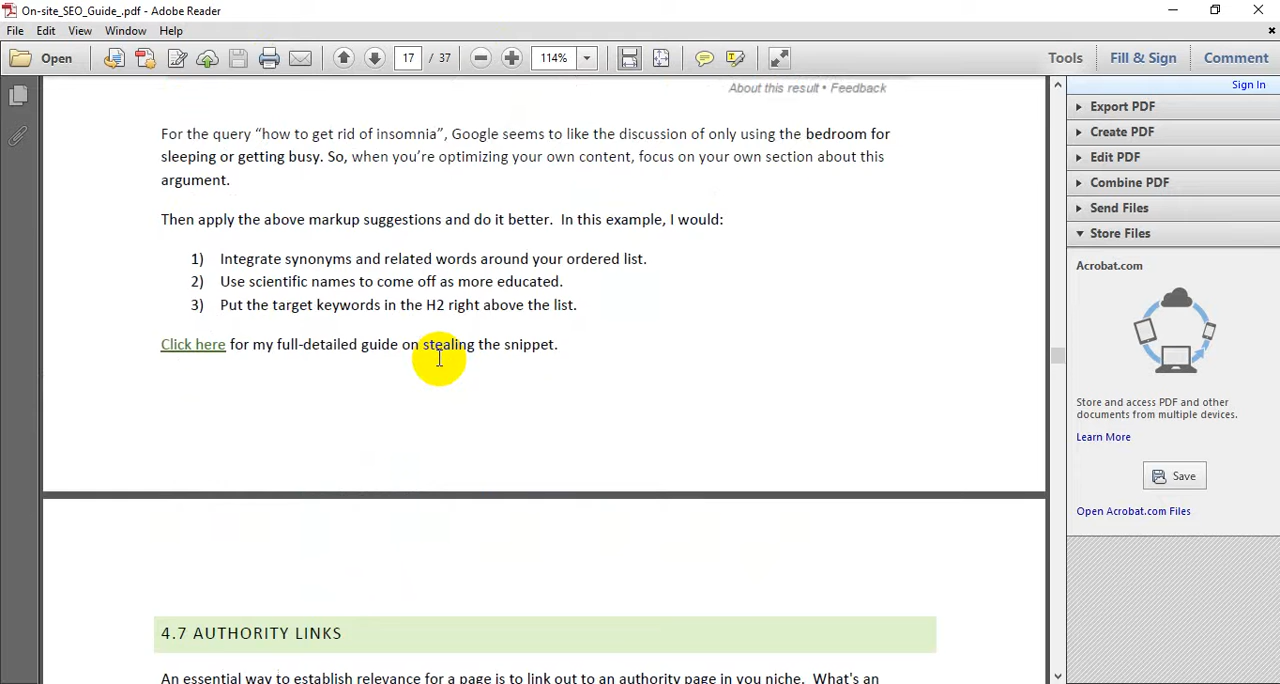 On-site_SEO_Guide_.pdf - Adobe Reader
File Edit View Window Help
Open 17 / 37 114% Tools Fill & Sign Comment
Sign In
About this result • Feedback
For the query “how to get rid of insomnia”, Google seems to like the discussion of only using the bedroom for
sleeping or getting busy. So, when you’re optimizing your own content, focus on your own section about this
argument.
Then apply the above markup suggestions and do it better. In this example, I would:
1) Integrate synonyms and related words around your ordered list.
2) Use scientific names to come off as more educated.
3) Put the target keywords in the H2 right above the list.
Click here for my full-detailed guide on stealing the snippet.
4.7 AUTHORITY LINKS
An essential way to establish relevance for a page is to link out to an authority page in you niche. What's an
Export PDF
Create PDF
Edit PDF
Combine PDF
Send Files
Store Files
Acrobat.com
Store and access PDF and other
documents from multiple devices.
Learn More
Save
Open Acrobat.com Files